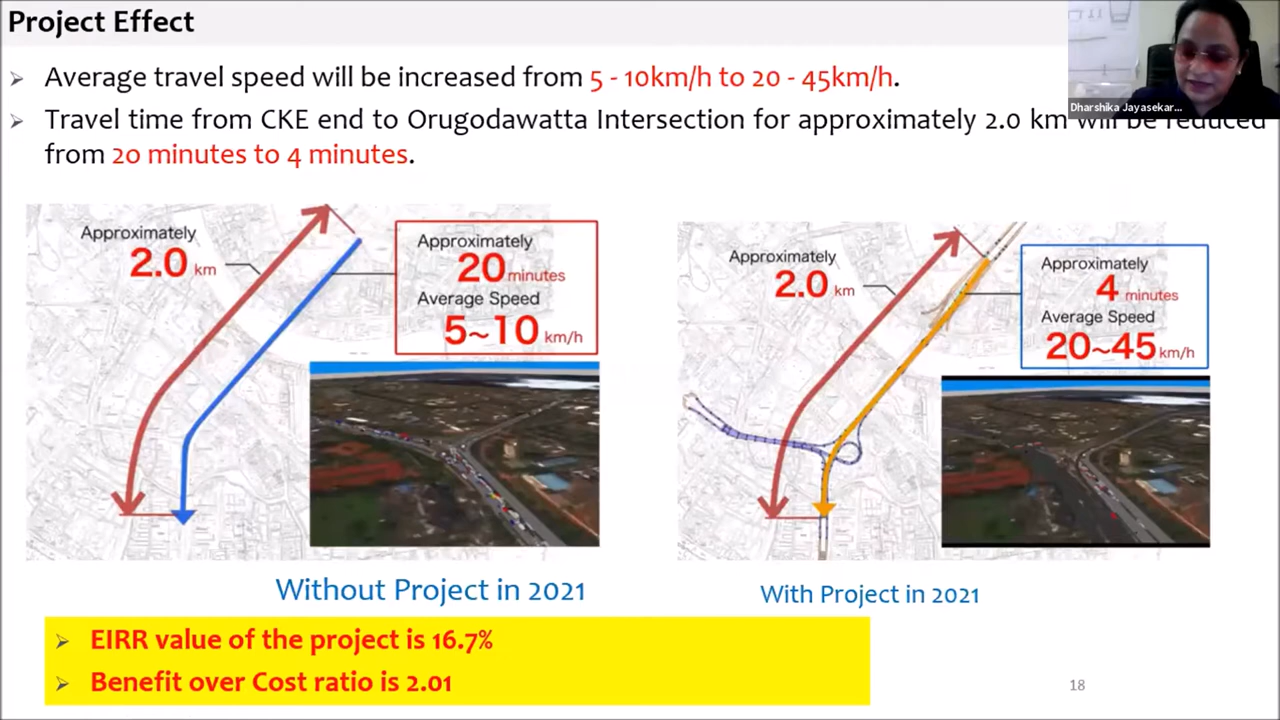 Project Effect
Average travel speed will be increased from 5 - 10km/h to 20 - 45km/h.
Dharshika Jayasekar...
Travel time from CKE end to Orugodawatta Intersection for approximately 2.0 km will be reduced
from 20 minutes to 4 minutes.
Approximately
2.0 km
Approximately
20 minutes
Average Speed
5~10 km/h
Approximately
2.0 km
Approximately
4 minutes
Average Speed
20~45 km/h
Without Project in 2021
With Project in 2021
EIRR value of the project is 16.7%
Benefit over Cost ratio is 2.01
18